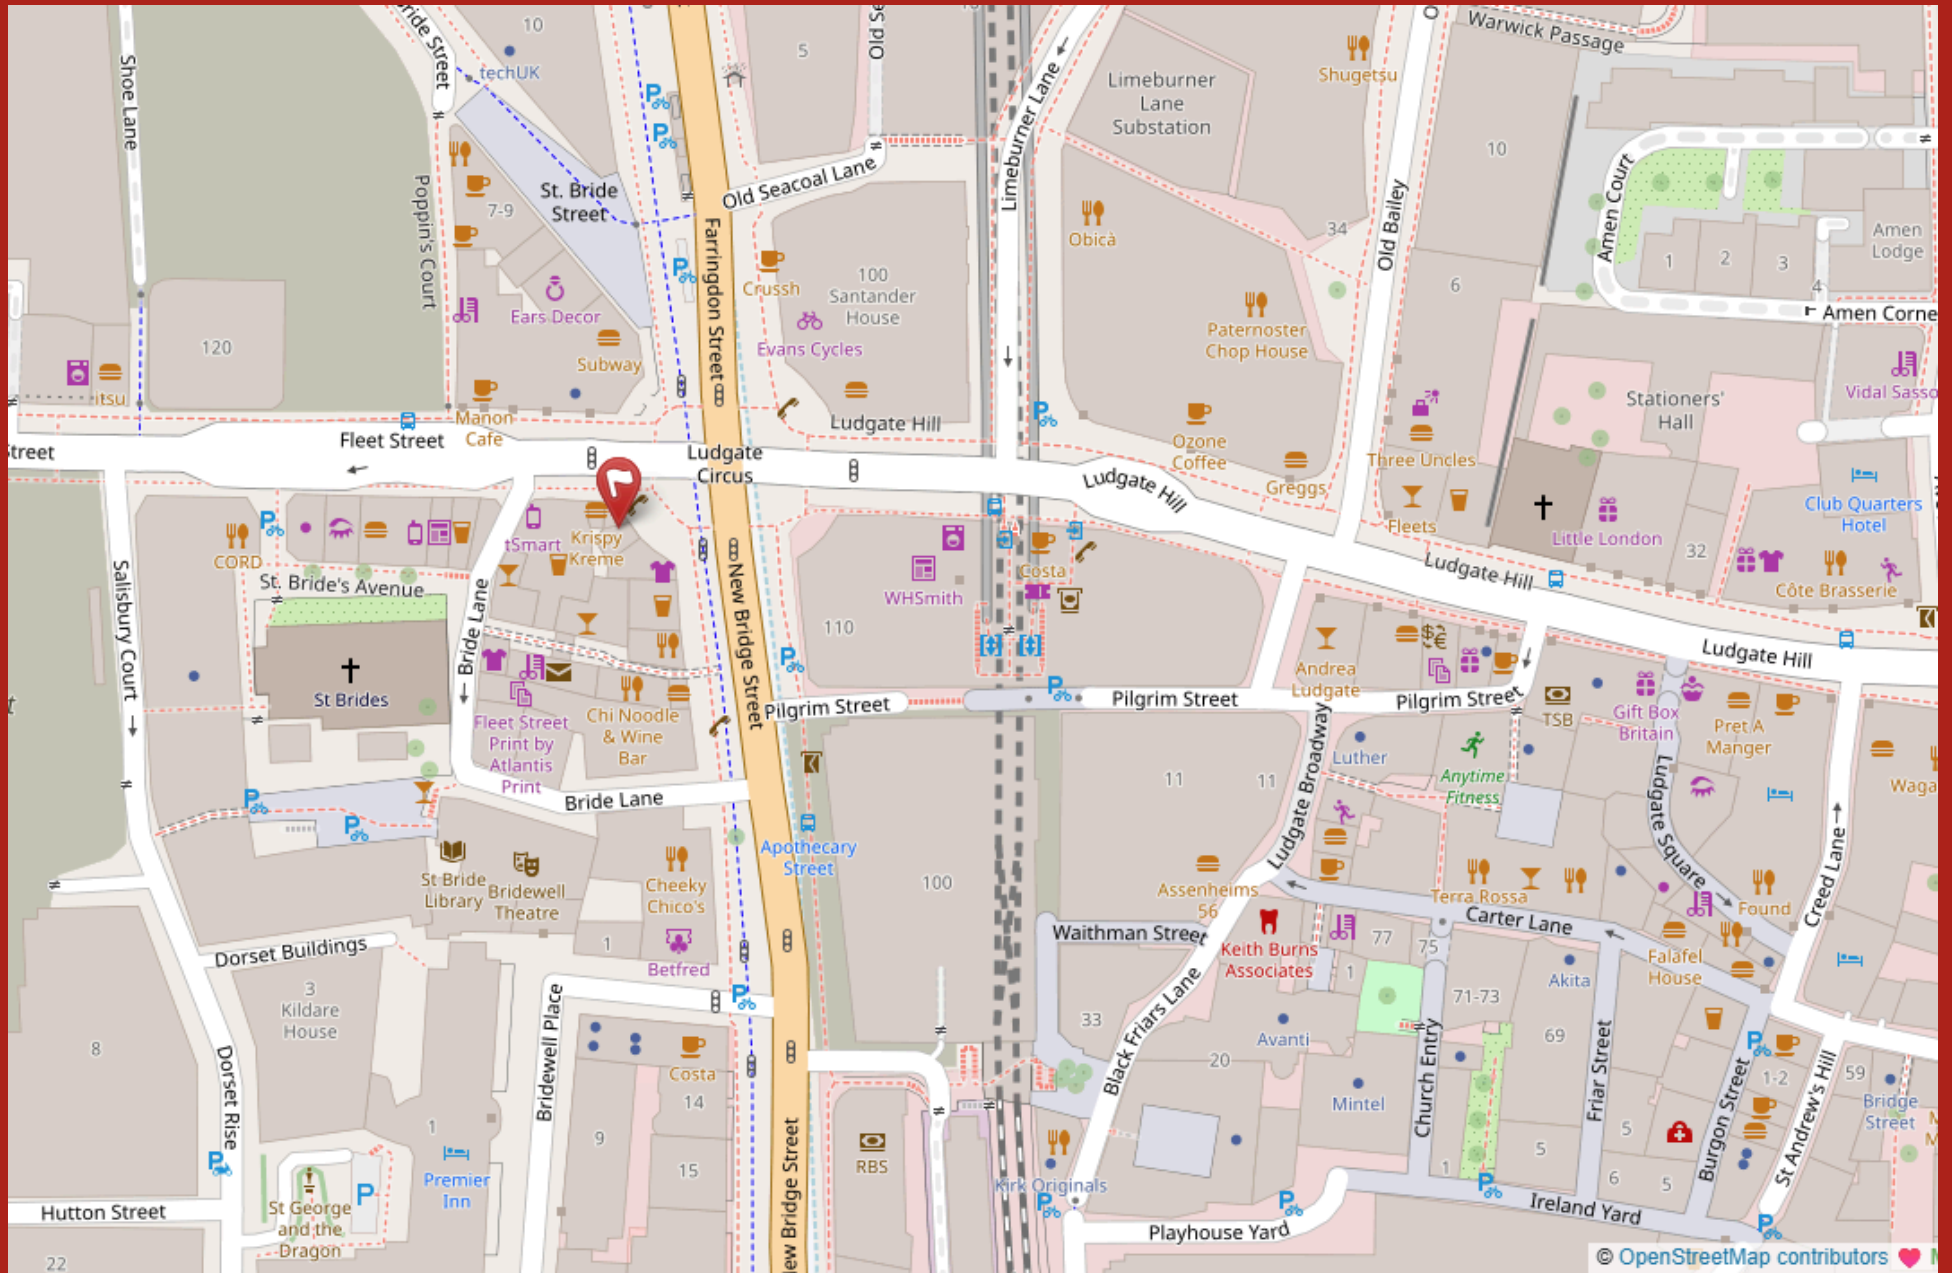 10
techUK
Bride Street
Shoe Lane
5
Limeburner Lane
Limeburner
Lane
Substation
Shugetsu
Warwick Passage
Poppin's Court
7-9
St. Bride
Street
Old Seacoal Lane
Farringdon Street
Obicà
34
Old Bailey
10
6
Amen Court
1
2
3
4
Amen
Lodge
Amen Corne
120
Ears Decor
Subway
Crussh
100
Santander
House
Evans Cycles
Paternoster
Chop House
Stationers'
Hall
Vidal Sasso
itsu
Manon
Cafe
Street
Fleet Street
Ludgate
Circus
Ludgate Hill
Ozone
Coffee
Ludgate Hill
Greggs
Three Uncles
Fleets
Little London
32
Club Quarters
Hotel
CORD
tSmart
Krispy
Kreme
WHSmith
Costa
Ludgate Hill
Côte Brasserie
St. Bride's Avenue
Salisbury Court
Bride Lane
New Bridge Street
110
St Brides
Fleet Street
Print by
Atlantis
Print
Chi Noodle
& Wine
Bar
Pilgrim Street
Pilgrim Street
Andrea
Ludgate
Pilgrim Street
TSB
Ludgate Hill
Gift Box
Britain
Pret A
Manger
Luther
Anytime
Fitness
Ludgate Broadway
11
11
Ludgate Square
Waga
Bride Lane
Apothecary
Street
100
St Bride
Library
Bridewell
Theatre
Cheeky
Chico's
Assenheims
56
Terra Rossa
Found
Creed Lane
Carter Lane
Dorset Buildings
1
Betfred
Waithman Street
Keith Burns
Associates
77
75
1
Akita
Falafel
House
3
Kildare
House
Bridewell Place
33
Black Friars Lane
Avanti
71-73
69
8
Dorset Rise
Costa
14
20
Mintel
Church Entry
Friar Street
Burgon Street
1-2
59
St Andrew's Hill
Bridge
Street
1
9
15
RBS
Premier
Inn
Kirk Originals
1
5
5
6
5
Hutton Street
St George
and the
Dragon
22
New Bridge Street
Playhouse Yard
Ireland Yard
© OpenStreetMap contributors